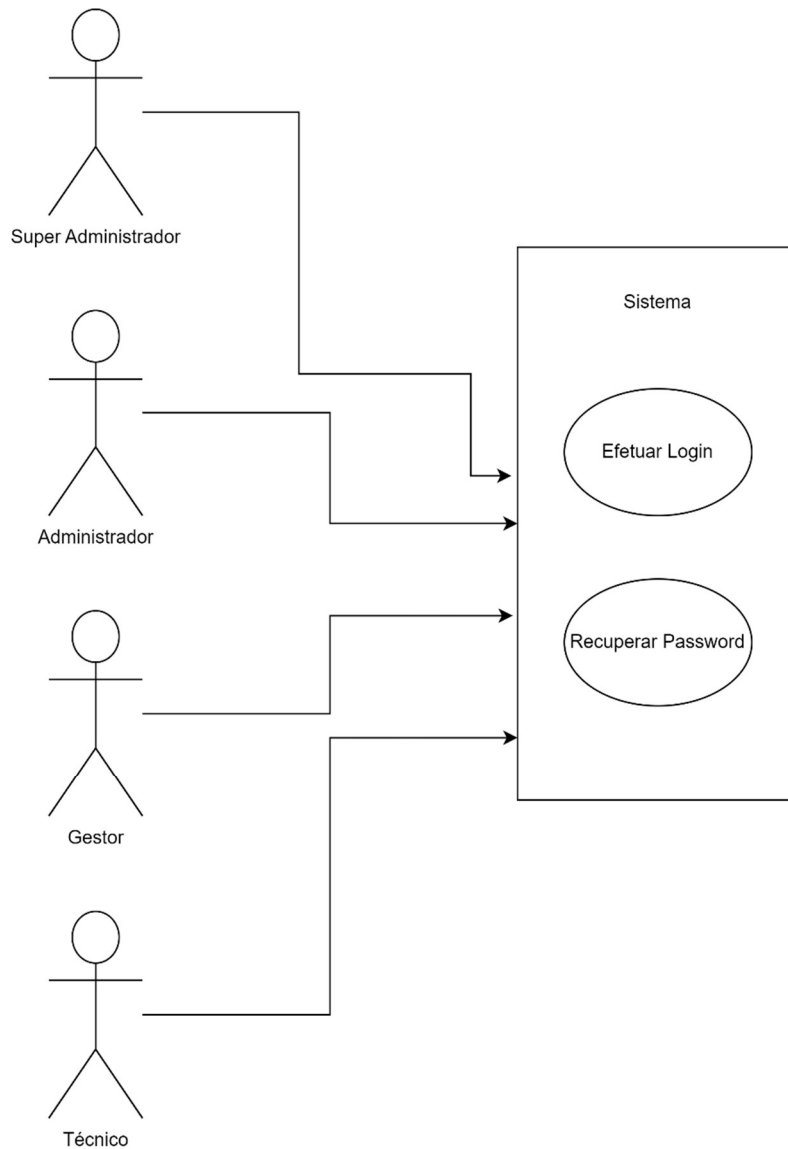 Super Administrador
Sistema
Efetuar Login
Administrador
Recuperar Password
Gestor
Técnico